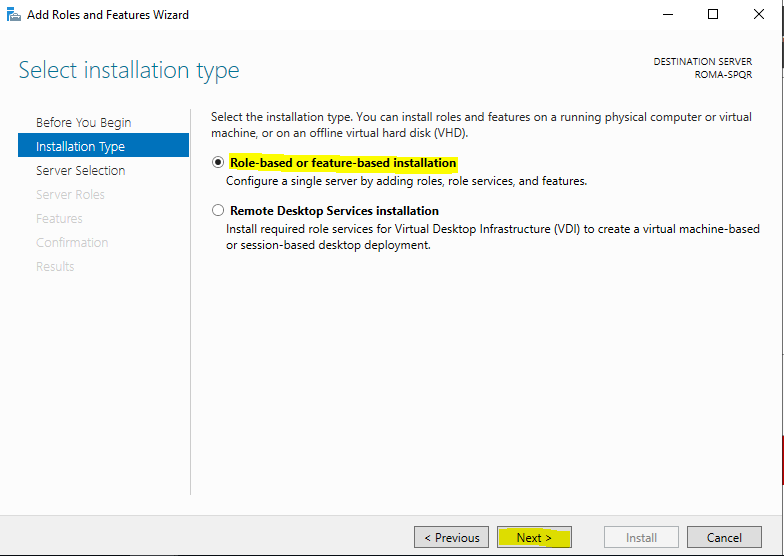 Add Roles and Features Wizard
Select installation type
DESTINATION SERVER
ROMA-SPQR
Before You Begin
Installation Type
Server Selection
Server Roles
Features
Confirmation
Results
Select the installation type. You can install roles and features on a running physical computer or virtual
machine, or on an offline virtual hard disk (VHD).
Role-based or feature-based installation
Configure a single server by adding roles, role services, and features.
Remote Desktop Services installation
Install required role services for Virtual Desktop Infrastructure (VDI) to create a virtual machine-based
or session-based desktop deployment.
< Previous
Next >
Install
Cancel